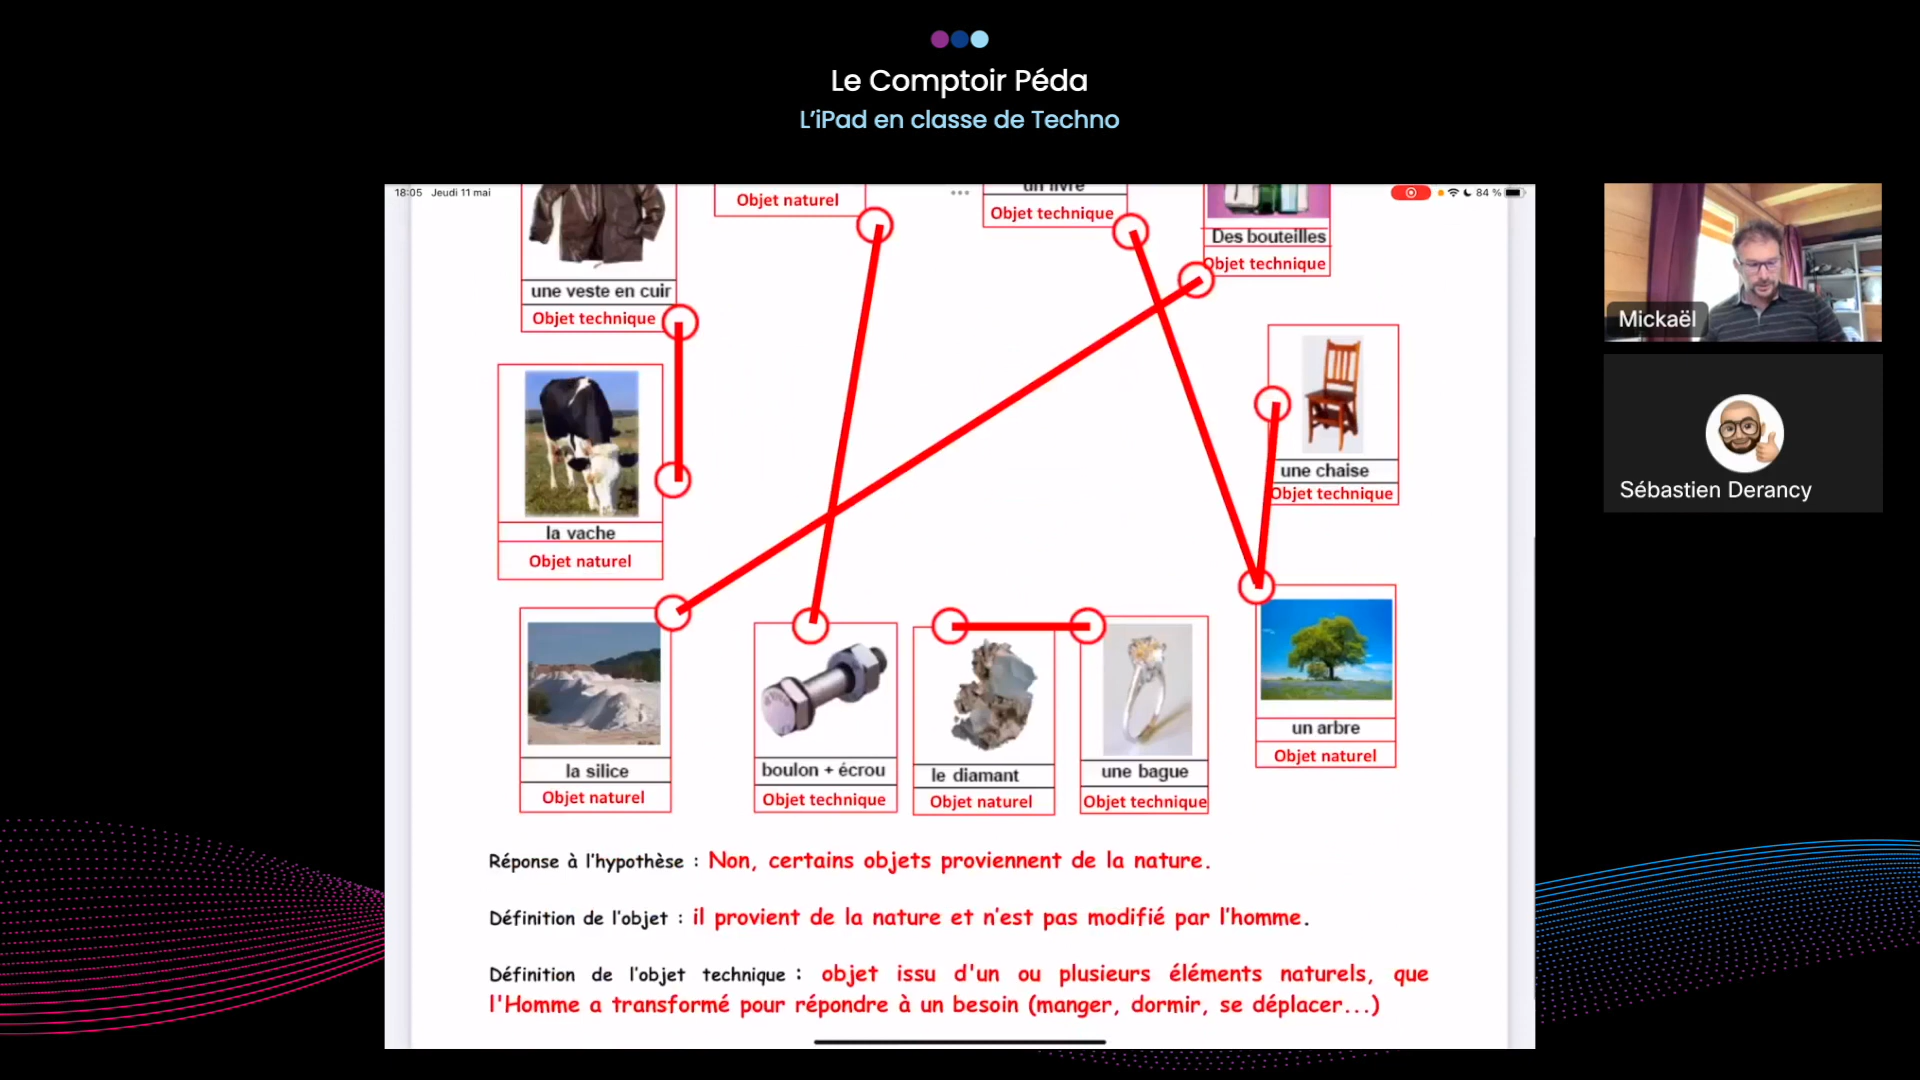 Le Comptoir Péda
L'iPad en classe de Techno
18:05 Jeudi 11 mai
84 %
Objet naturel
un livre
Objet technique
Des bouteilles
Objet technique
une veste en cuir
Objet technique
la vache
Objet naturel
une chaise
Objet technique
la silice
Objet naturel
boulon + écrou
Objet technique
le diamant
Objet naturel
une bague
Objet technique
un arbre
Objet naturel
Réponse à l'hypothèse : Non, certains objets proviennent de la nature.
Définition de l'objet : il provient de la nature et n'est pas modifié par l'homme.
Définition de l'objet technique : objet issu d'un ou plusieurs éléments naturels, que
l'Homme a transformé pour répondre à un besoin (manger, dormir, se déplacer...)
Mickaël
Sébastien Derancy